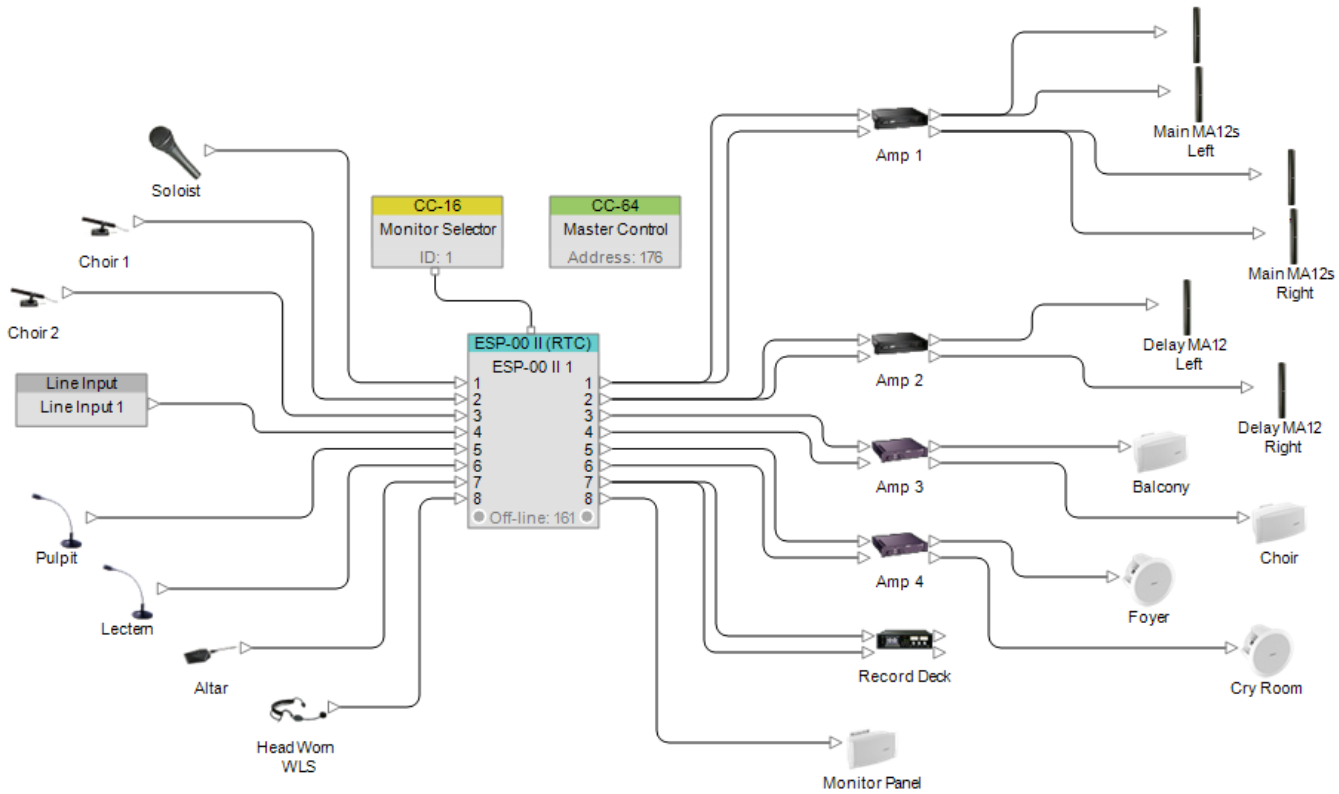 Soloist
Choir 1
Choir 2
Line Input
Line Input 1
Pulpit
Lectern
Altar
Head Worn
WLS
CC-16
Monitor Selector
ID: 1
CC-64
Master Control
Address: 176
ESP-00 II (RTC)
ESP-00 II 1
1 1
2 2
3 3
4 4
5 5
6 6
7 7
8 8
Off-line: 161
Amp 1
Amp 2
Amp 3
Amp 4
Record Deck
Monitor Panel
Main MA12s
Left
Main MA12s
Right
Delay MA12
Left
Delay MA12
Right
Balcony
Choir
Foyer
Cry Room